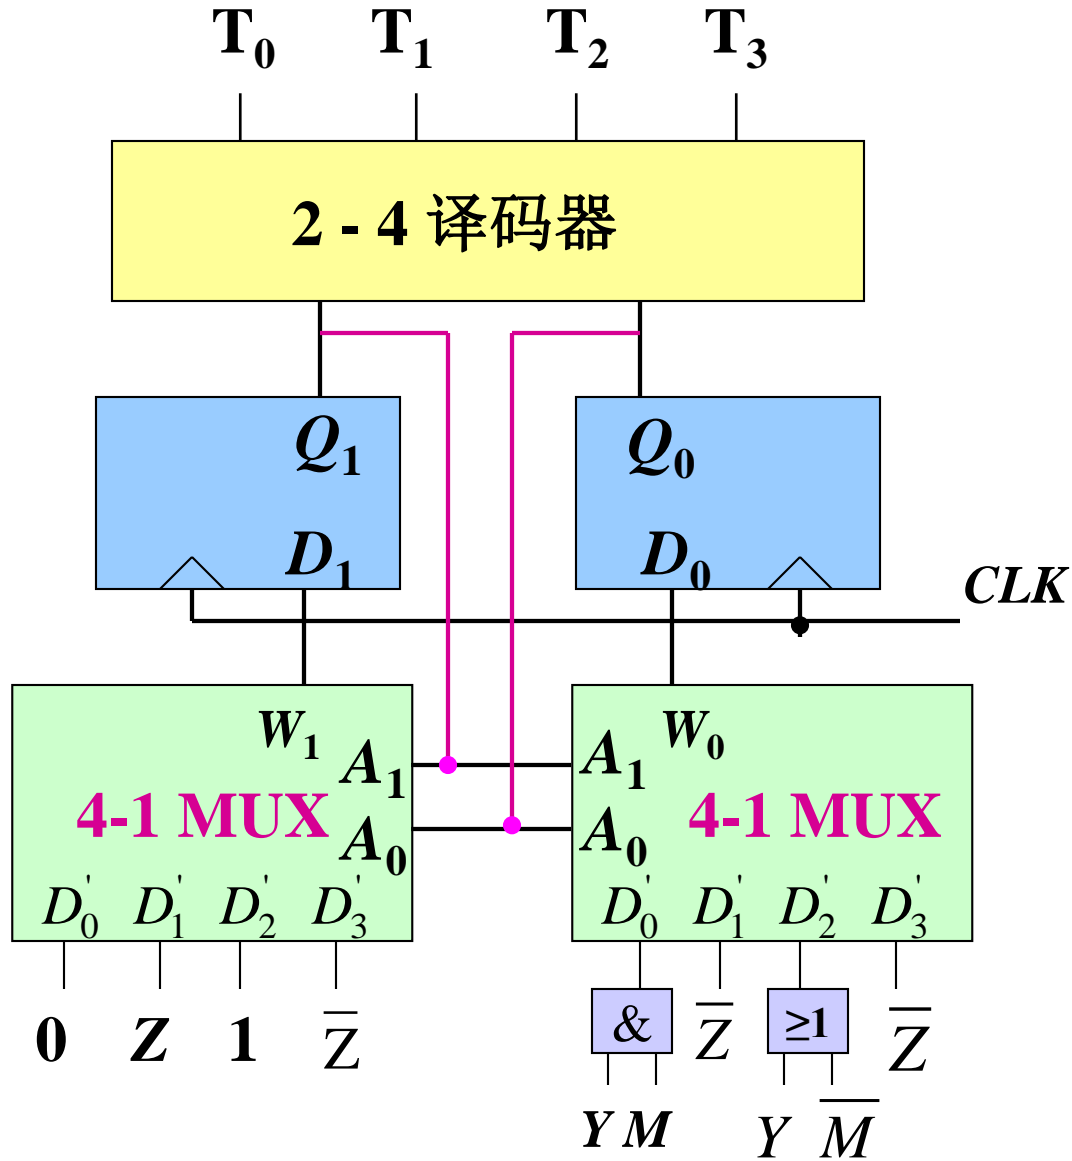 T₀ T₁ T₂ T₃
2 - 4 译码器
Q₁ Q₀
D₁ D₀
CLK
W₁ W₀
A₁ A₁
4-1 MUX 4-1 MUX
A₀ A₀
D₀' D₁' D₂' D₃' D₀' D₁' D₂' D₃'
0 Z 1 Z̅ & Z̅ ≥1 Z̅
Y M Y M̅